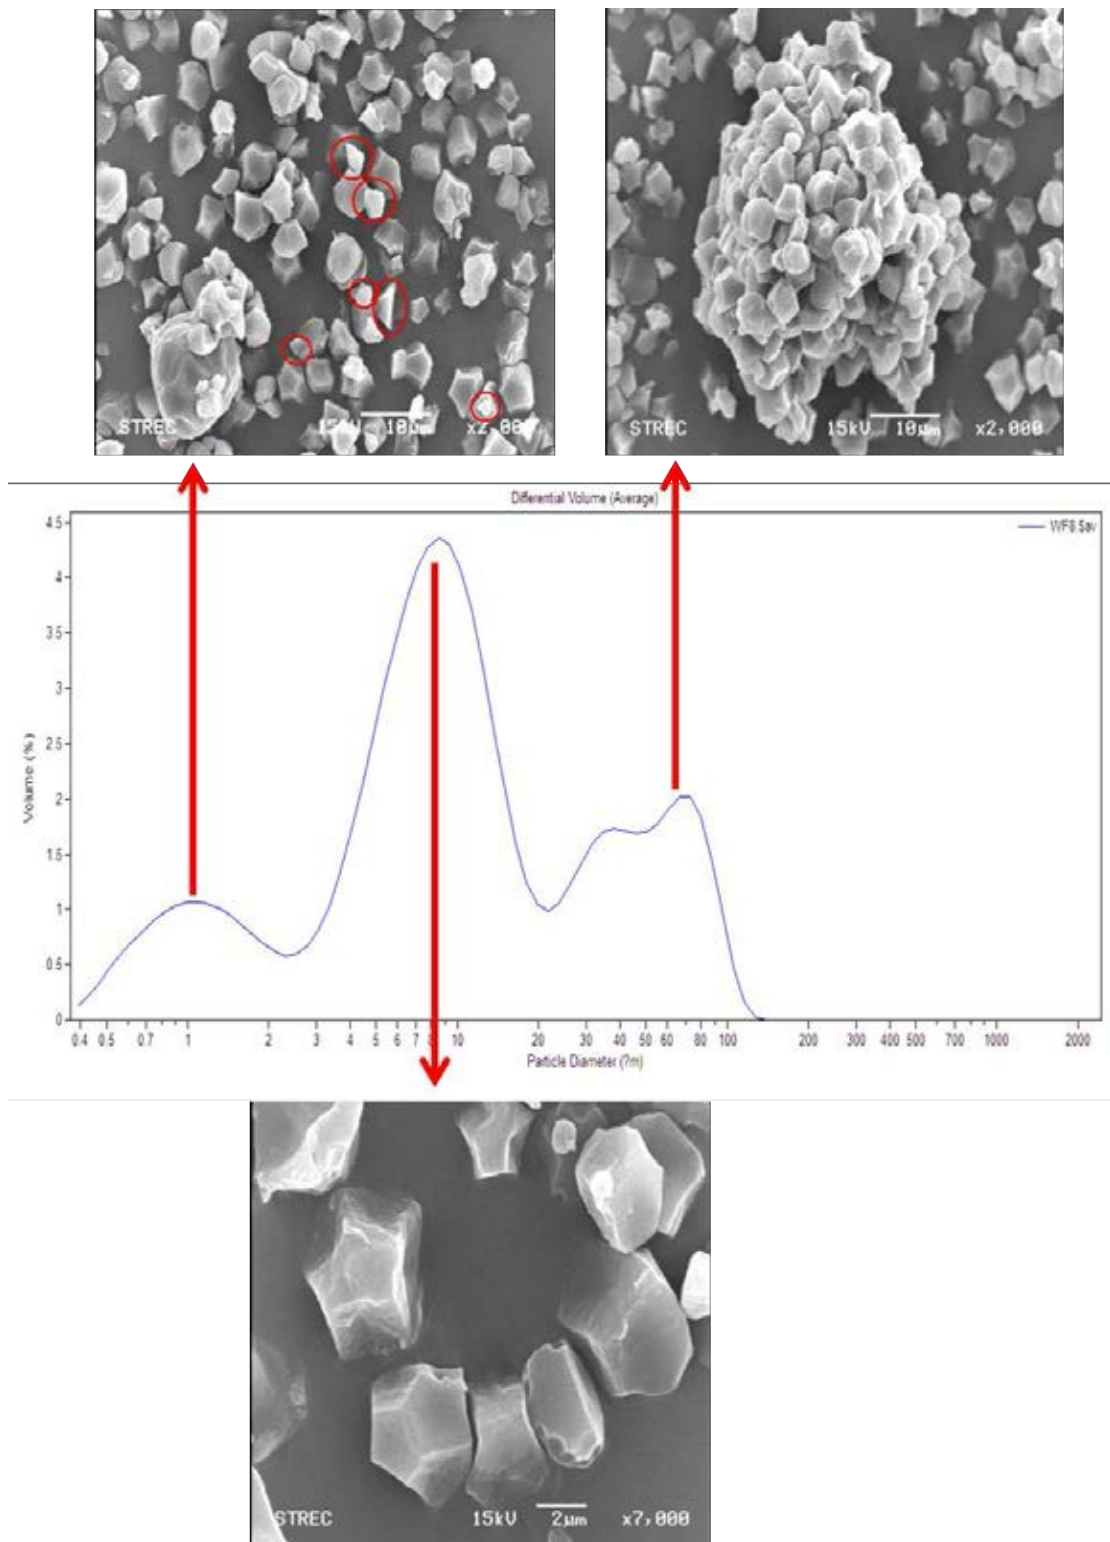 STREC 15kV 10µm x2,000
STREC 15kV 10µm x2,000
Differential Volume (Average)
WF8.$av
4.5
4
3.5
3
2.5
2
1.5
1
0.5
0
Volume (%)
0.4 0.5 0.7 1 2 3 4 5 6 7 8 10 20 30 40 50 60 80 200 300 400 500 700 1000 2000
Particle Diameter (?m)
STREC 15kV 2µm x7,000